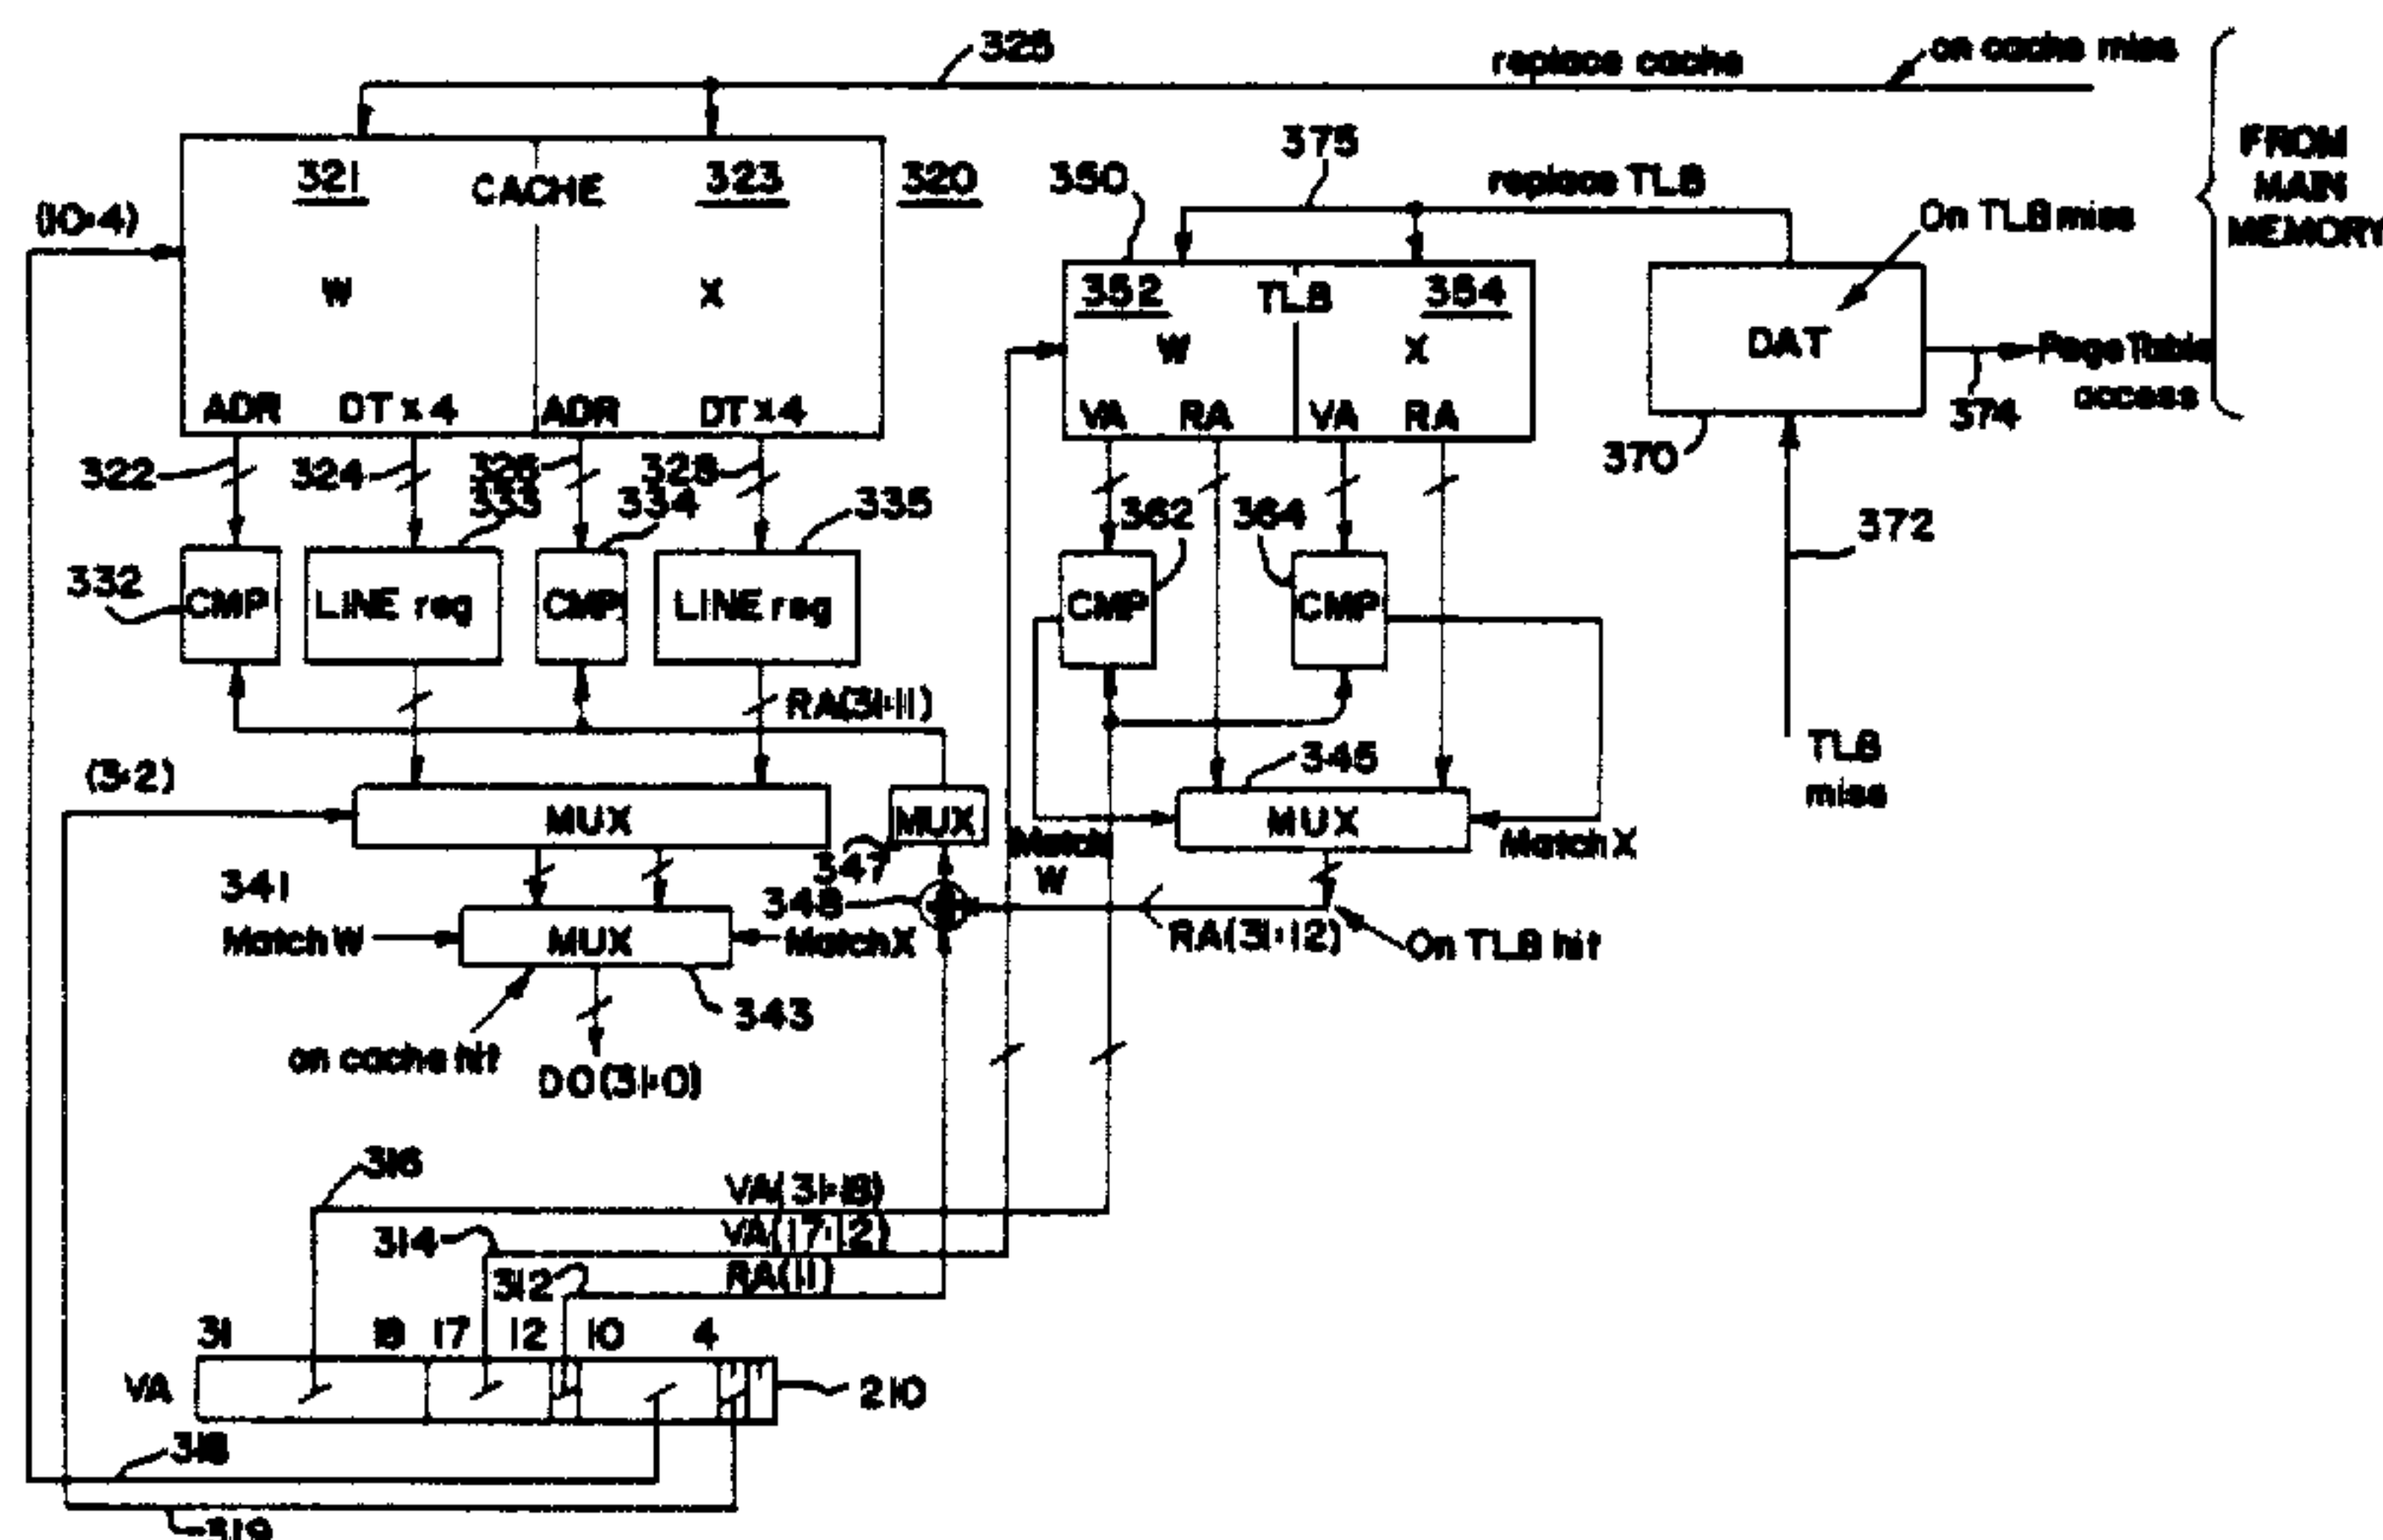 325
replace cache
on cache miss
321
CACHE
323
320
(10:4)
W
X
ADR
DT x 4
ADR
DT x 4
375
350
replace TLB
On TLB miss
FROM
MAIN
MEMORY
352
TLB
354
W
X
VA
RA
VA
RA
DAT
Page Table
access
374
370
322
324
326
328
333
334
335
362
364
372
332
CMP
LINE reg
CMP
LINE reg
CMP
CMP
RA(31:11)
345
TLB
miss
(3:2)
MUX
MUX
MUX
347
Match
W
Match X
341
348
Match W
MUX
Match X
RA(31:12)
On TLB hit
343
on cache hit
DO(31:0)
316
VA(31:18)
314
VA(17:12)
312
RA(11)
31
18
17
12
10
4
VA
210
318
319